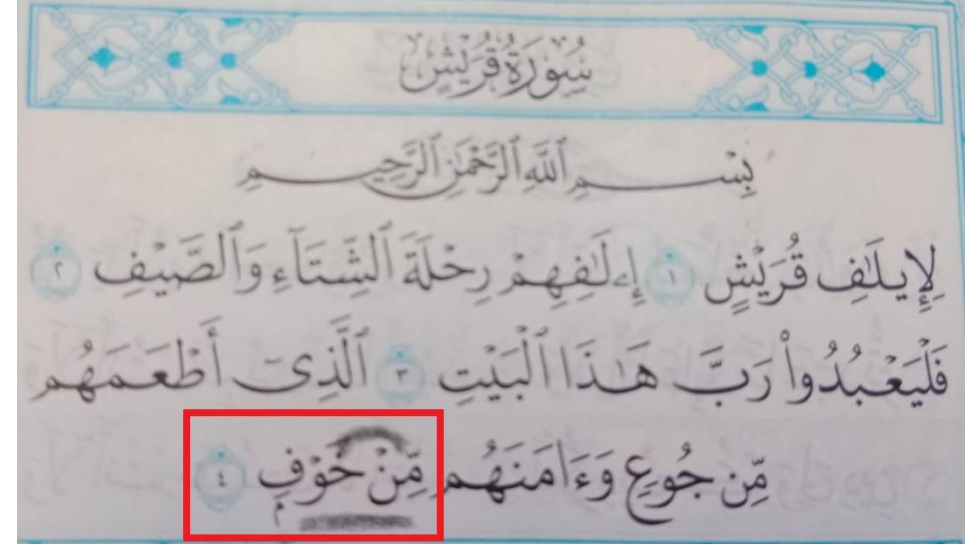 سُورَةُ قُرَيْشٍ
بِسْمِ ٱللَّهِ ٱلرَّحْمَٰنِ ٱلرَّحِيمِ
لِإِيلَٰفِ قُرَيْشٍ ١ إِۦلَٰفِهِمْ رِحْلَةَ ٱلشِّتَآءِ وَٱلصَّيْفِ ٢
فَلْيَعْبُدُوا۟ رَبَّ هَٰذَا ٱلْبَيْتِ ٣ ٱلَّذِىٓ أَطْعَمَهُم
مِّن جُوعٍ وَءَامَنَهُم مِّنْ خَوْفٍۭ ٤